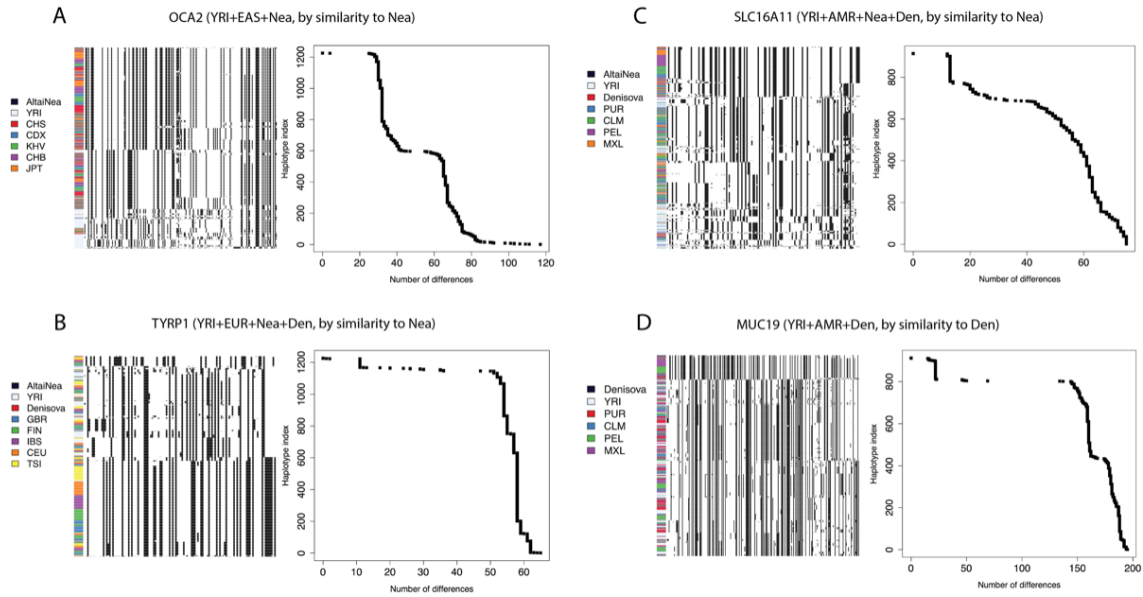 A
OCA2 (YRI+EAS+Nea, by similarity to Nea)
AltaiNea
YRI
CHS
CDX
KHV
CHB
JPT
Haplotype index
0 200 400 600 800 1000 1200
0 20 40 60 80 100 120
Number of differences
C
SLC16A11 (YRI+AMR+Nea+Den, by similarity to Nea)
AltaiNea
YRI
Denisova
PUR
CLM
PEL
MXL
Haplotype index
0 200 400 600 800
0 20 40 60
Number of differences
B
TYRP1 (YRI+EUR+Nea+Den, by similarity to Nea)
AltaiNea
YRI
Denisova
GBR
FIN
IBS
CEU
TSI
Haplotype index
0 200 400 600 800 1000 1200
0 10 20 30 40 50 60
Number of differences
D
MUC19 (YRI+AMR+Den, by similarity to Den)
Denisova
YRI
PUR
CLM
PEL
MXL
Haplotype index
0 200 400 600 800
0 50 100 150 200
Number of differences